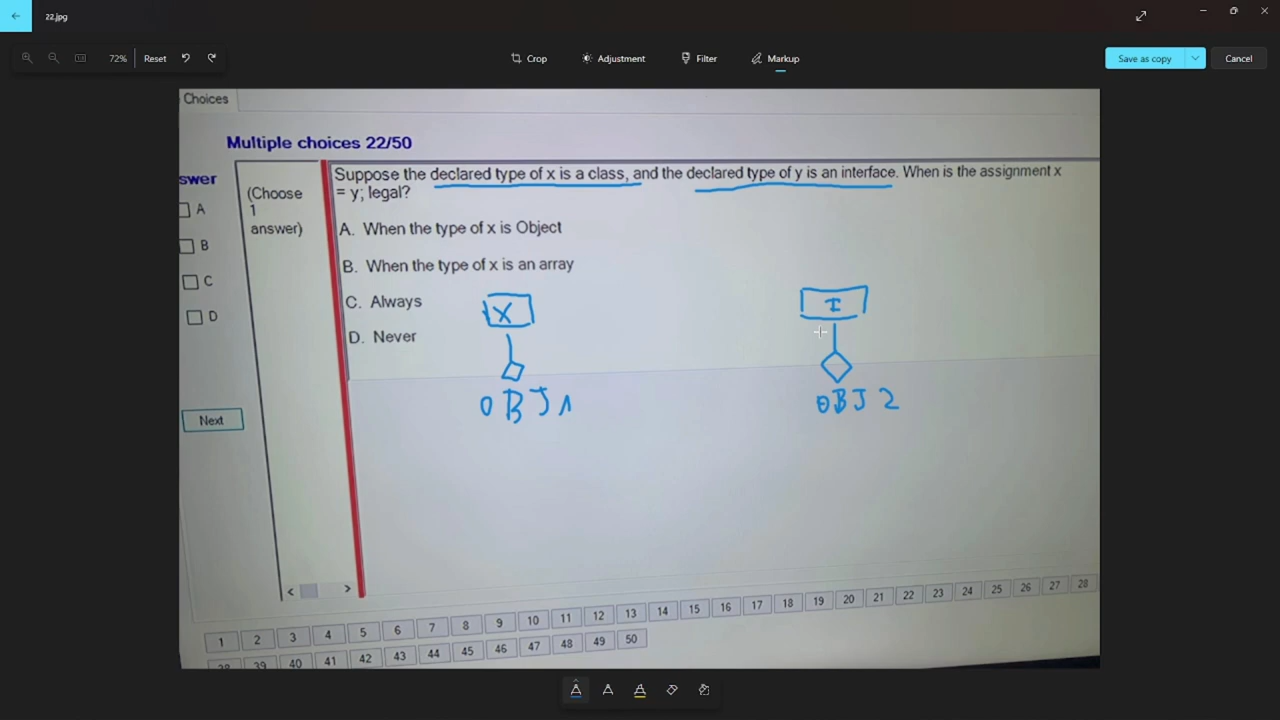 22.jpg
72%
Reset
Crop
Adjustment
Filter
Markup
Save as copy
Cancel
Choices
Multiple choices 22/50
swer
A
B
C
D
(Choose
1
answer)
Suppose the declared type of x is a class, and the declared type of y is an interface. When is the assignment x
= y; legal?
A. When the type of x is Object
B. When the type of x is an array
C. Always
D. Never
X
I
OBJ1
OBJ2
Next
< >
1 2 3 4 5 6 7 8 9 10 11 12 13 14 15 16 17 18 19 20 21 22 23 24 25 26 27 28
39 40 41 42 43 44 45 46 47 48 49 50